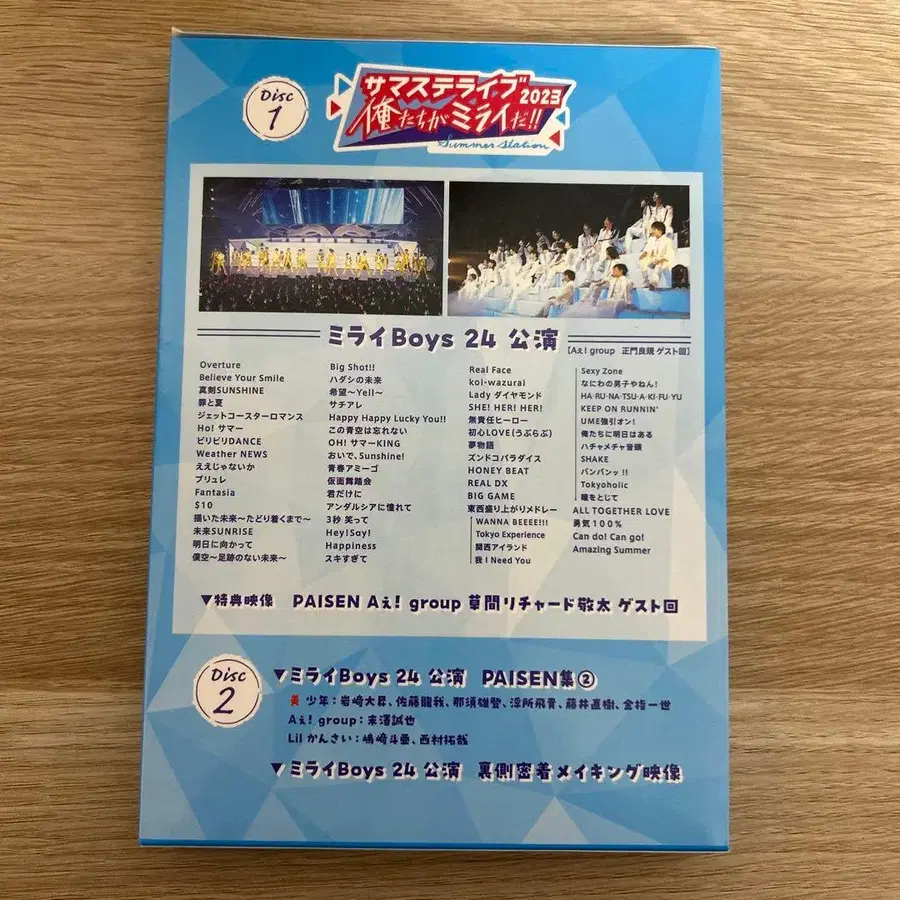 Disc
1
サマステライブ
2023
俺たちがミライだ!!
Summer Station
ミライBoys 24 公演
【Aぇ! group 正門良規 ゲスト回】
Overture
Believe Your Smile
真剣SUNSHINE
罪と夏
ジェットコースターロマンス
Ho! サマー
ビリビリDANCE
Weather NEWS
ええじゃないか
ブリュレ
Fantasia
$10
描いた未来〜たどり着くまで〜
未来SUNRISE
明日に向かって
僕空〜足跡のない未来〜
Big Shot!!
ハダシの未来
希望〜Yell〜
サチアレ
Happy Happy Lucky You!!
この青空は忘れない
OH! サマーKING
おいで、Sunshine!
青春アミーゴ
仮面舞踏会
君だけに
アンダルシアに憧れて
3秒 笑って
Hey!Say!
Happiness
スキすぎて
Real Face
koi-wazurai
Lady ダイヤモンド
SHE! HER! HER!
無責任ヒーロー
初心LOVE(うぶらぶ)
夢物語
ズンドコパラダイス
HONEY BEAT
REAL DX
BIG GAME
東西盛り上がりメドレー
WANNA BEEEE!!!
Tokyo Experience
関西アイランド
我 I Need You
Sexy Zone
なにわの男子やねん!
HA·RU·NA·TSU·A·KI·FU·YU
KEEP ON RUNNIN'
UME強引オン!
俺たちに明日はある
ハチャメチャ音頭
SHAKE
バンバンッ!!
Tokyoholic
瞳をとじて
ALL TOGETHER LOVE
勇気100%
Can do! Can go!
Amazing Summer
▼特典映像 PAISEN Aぇ! group 草間リチャード敬太 ゲスト回
Disc
2
▼ミライBoys 24 公演 PAISEN集②
美 少年：岩﨑大昇、佐藤龍我、那須雄登、浮所飛貴、藤井直樹、金指一世
Aぇ! group：末澤誠也
Lil かんさい：嶋﨑斗亜、西村拓哉
▼ミライBoys 24 公演 裏側密着メイキング映像